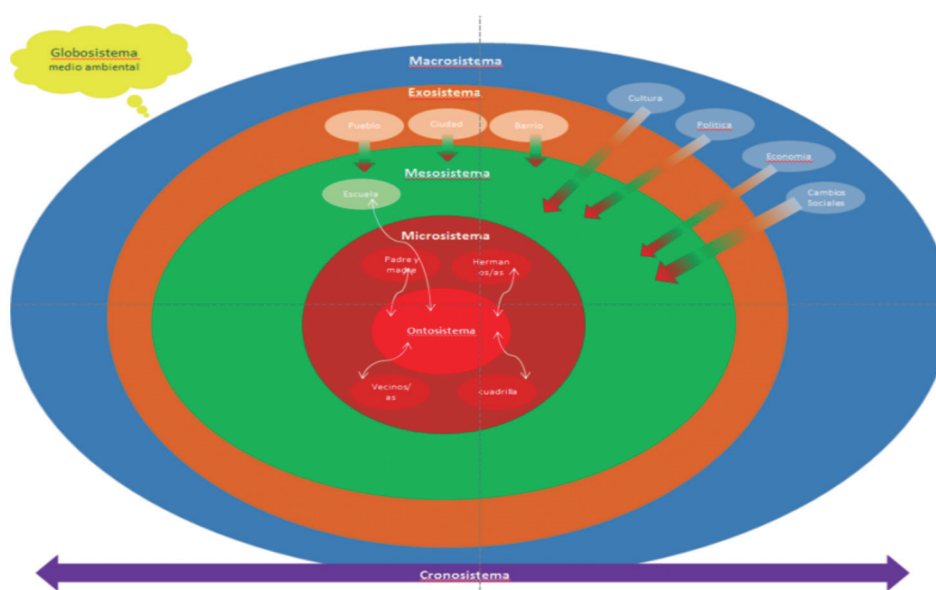 Globosistema
medio ambiental
Macrosistema
Exosistema
Cultura
Pueblo
Ciudad
Barrio
Política
Mesosistema
Economía
Escuela
Cambios
Sociales
Microsistema
Padre y
madre
Herman
os/as
Ontosistema
Vecinos/
as
cuadrilla
Cronosistema